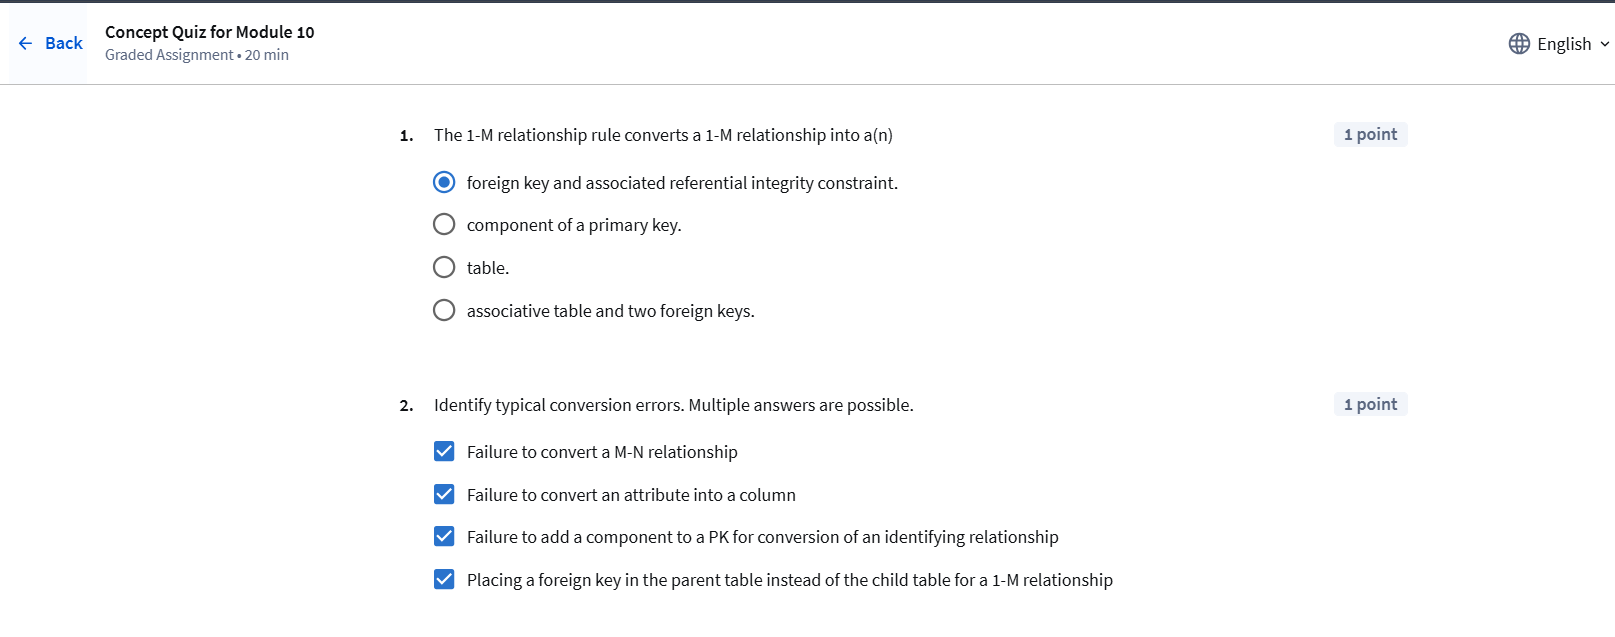 Back
Concept Quiz for Module 10
Graded Assignment • 20 min
English
1. The 1-M relationship rule converts a 1-M relationship into a(n)
1 point
foreign key and associated referential integrity constraint.
component of a primary key.
table.
associative table and two foreign keys.
2. Identify typical conversion errors. Multiple answers are possible.
1 point
Failure to convert a M-N relationship
Failure to convert an attribute into a column
Failure to add a component to a PK for conversion of an identifying relationship
Placing a foreign key in the parent table instead of the child table for a 1-M relationship